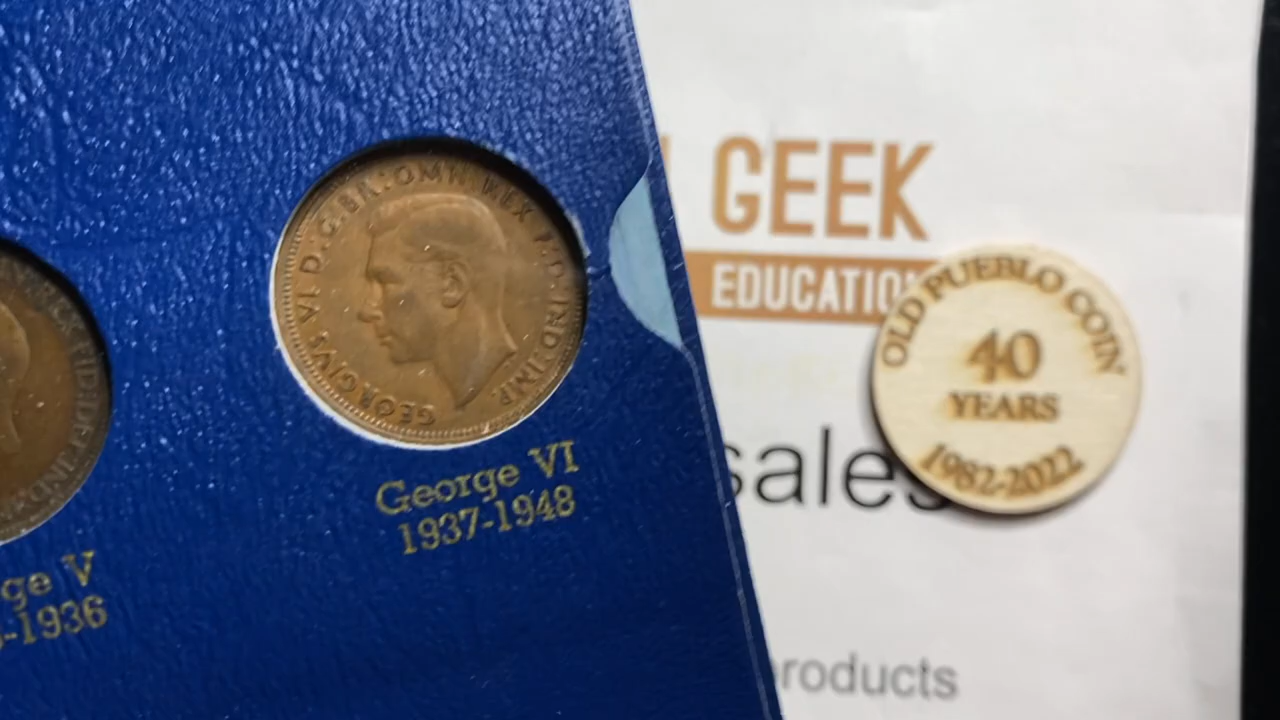 GEORGIVS VI D:G:BR:OMN:REX F:D:IND:IMP.
George VI
1937-1948
ge V
-1936
GEEK
EDUCATIO
sales
roducts
OLD PUEBLO COIN
40
YEARS
1982-2022